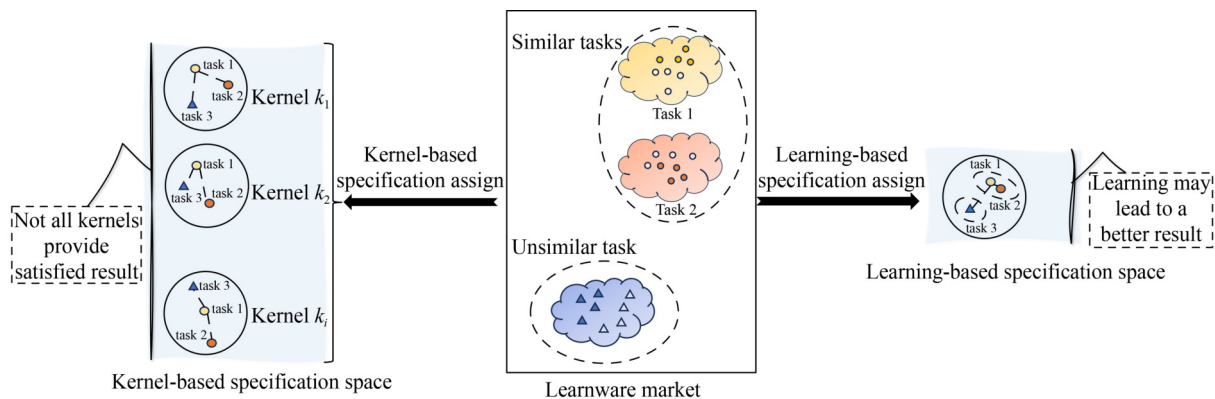 task 1
task 2
task 3
Kernel k1
task 1
task 3
task 2
Kernel k2
task 3
task 1
task 2
Kernel ki
Not all kernels
provide
satisfied result
Kernel-based specification space
Kernel-based
specification assign
Similar tasks
Task 1
Task 2
Unsimilar task
Learnware market
Learning-based
specification assign
task 1
task 2
task 3
Learning may
lead to a
better result
Learning-based specification space